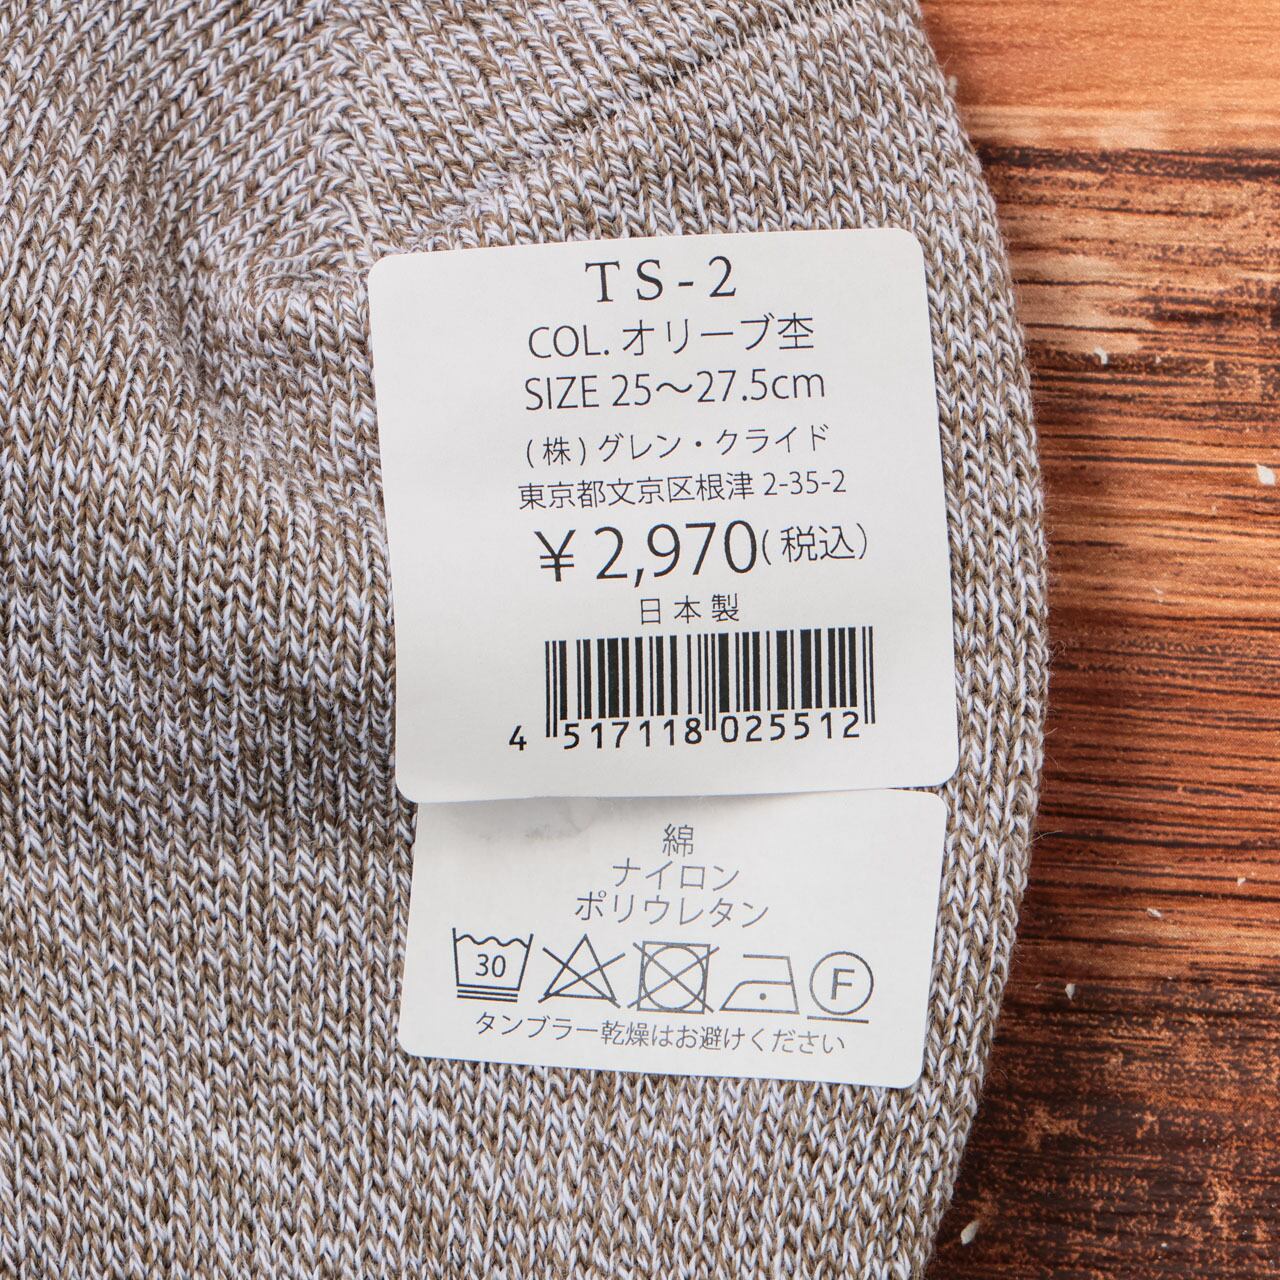 TS-2
COL. オリーブ杢
SIZE 25～27.5cm
(株)グレン・クライド
東京都文京区根津 2-35-2
¥2,970(税込)
日本製
4 517118 025512
綿
ナイロン
ポリウレタン
30
F
タンブラー乾燥はお避けください